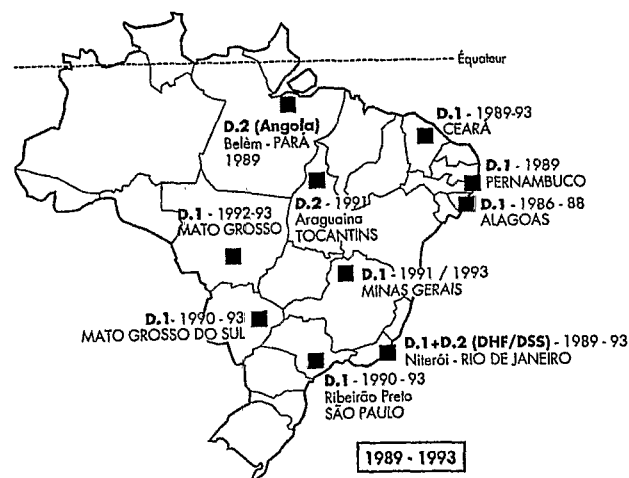 Équateur
D.1 - 1989-93
CEARÁ
D.2 (Angola)
Belèm - PARÁ
1989
D.1 - 1989
PERNAMBUCO
D.2 - 1991
Araguaina
TOCANTINS
D.1 - 1986 - 88
ALAGOAS
D.1 - 1992-93
MATO GROSSO
D.1 - 1991 / 1993
MINAS GERAIS
D.1 - 1990 - 93
MATO GROSSO DO SUL
D.1+D.2 (DHF/DSS) - 1989 - 93
Niterói - RIO DE JANEIRO
D.1 - 1990 - 93
Ribeirão Preto
SÃO PAULO
1989 - 1993